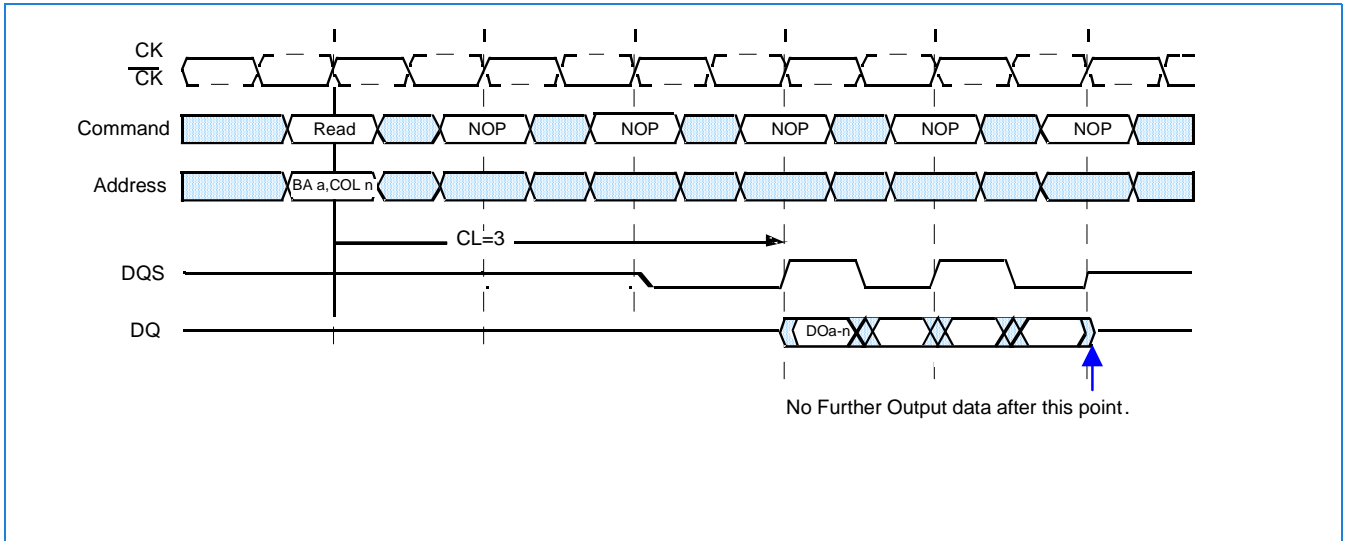 CK
CK
Command Read NOP NOP NOP NOP NOP
Address BA a,COL n
CL=3
DQS
DQ DOa-n
No Further Output data after this point.